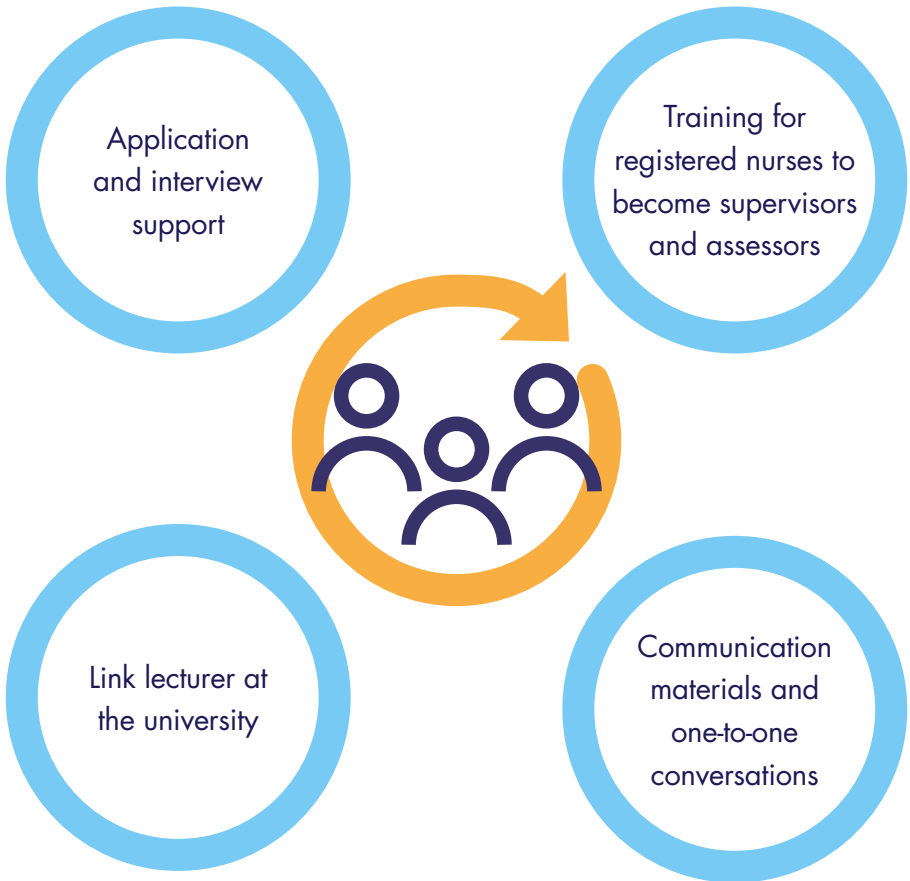 Application
and interview
support
Training for
registered nurses to
become supervisors
and assessors
Link lecturer at
the university
Communication
materials and
one-to-one
conversations